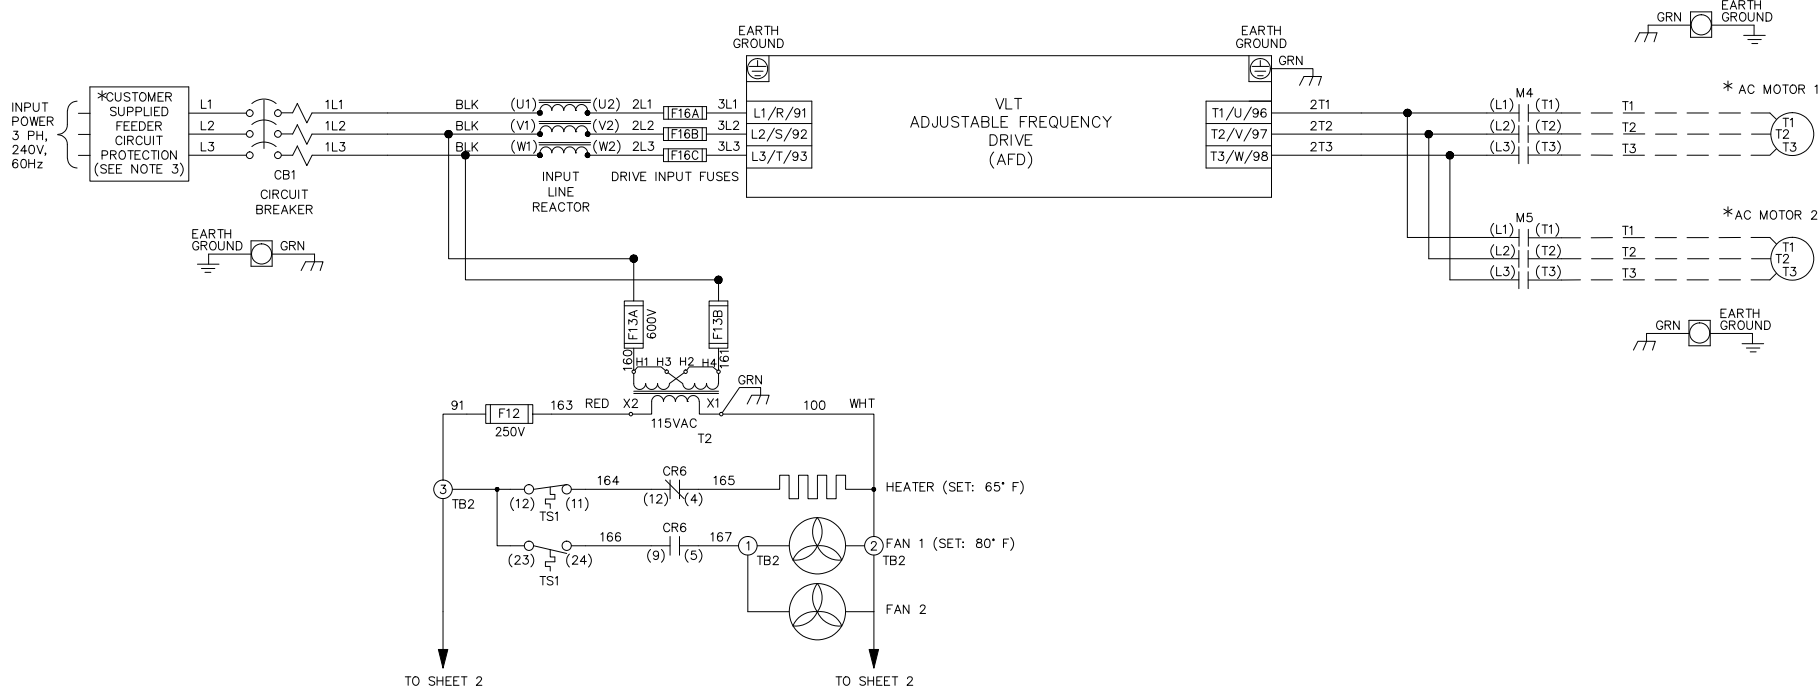 EARTH
GROUND
GRN
INPUT
POWER
3 PH,
240V,
60Hz
*CUSTOMER
SUPPLIED
FEEDER
CIRCUIT
PROTECTION
(SEE NOTE 3)
L1
L2
L3
CB1
CIRCUIT
BREAKER
1L1
1L2
1L3
BLK
BLK
BLK
(U1)
(V1)
(W1)
(U2)
(V2)
(W2)
INPUT
LINE
REACTOR
2L1
2L2
2L3
F16A
F16B
F16C
3L1
3L2
3L3
DRIVE INPUT FUSES
EARTH
GROUND
L1/R/91
L2/S/92
L3/T/93
VLT
ADJUSTABLE FREQUENCY
DRIVE
(AFD)
EARTH
GROUND
GRN
T1/U/96
T2/V/97
T3/W/98
2T1
2T2
2T3
M4
(L1) (T1) T1
(L2) (T2) T2
(L3) (T3) T3
* AC MOTOR 1
T1
T2
T3
M5
(L1) (T1) T1
(L2) (T2) T2
(L3) (T3) T3
*AC MOTOR 2
T1
T2
T3
GRN
EARTH
GROUND
EARTH
GROUND
GRN
F13A
600V
F13B
160
161
H1 H3 H2 H4
GRN
91
F12
250V
163 RED X2
X1
115VAC
T2
100 WHT
3
TB2
(12) (11)
TS1
164
CR6
(12) (4)
165
HEATER (SET: 65° F)
(23) (24)
TS1
166
CR6
(9) (5)
167
1
TB2
2
TB2
FAN 1 (SET: 80° F)
FAN 2
TO SHEET 2
TO SHEET 2